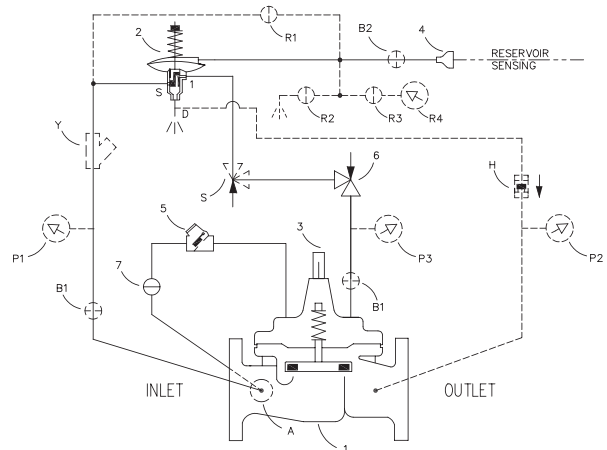 R1
2
B2
4
RESERVOIR
SENSING
S
1
D
R2
R3
R4
Y
7
6
H
S
5
3
P1
P3
P2
7
B1
B1
INLET
OUTLET
A
1